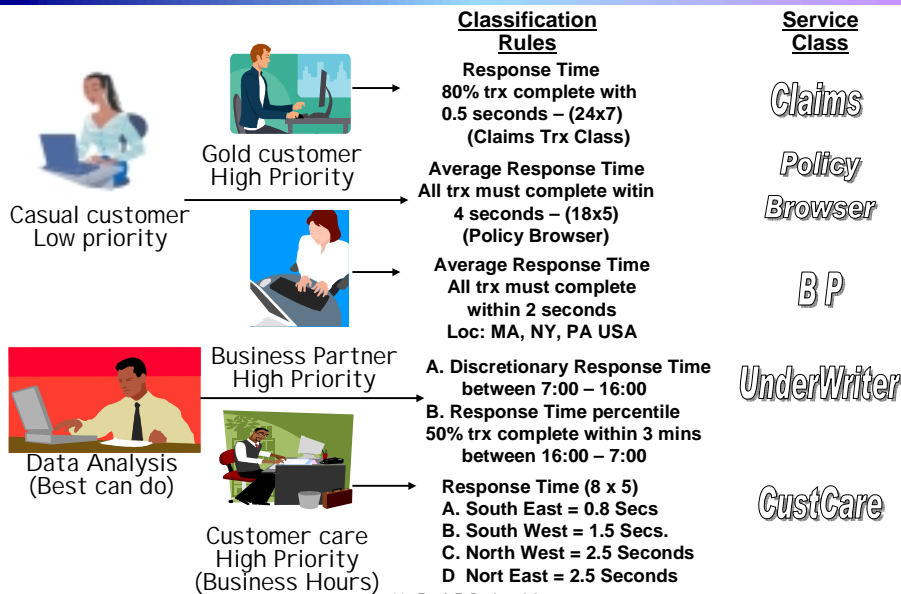 Classification
Rules
Service
Class
Response Time
80% trx complete with
0.5 seconds – (24x7)
(Claims Trx Class)
Claims
Gold customer
High Priority
Casual customer
Low priority
Average Response Time
All trx must complete witin
4 seconds – (18x5)
(Policy Browser)
Policy
Browser
Average Response Time
All trx must complete
within 2 seconds
Loc: MA, NY, PA USA
B P
Business Partner
High Priority
A. Discretionary Response Time
between 7:00 – 16:00
B. Response Time percentile
50% trx complete within 3 mins
between 16:00 – 7:00
UnderWriter
Data Analysis
(Best can do)
Response Time (8 x 5)
A. South East = 0.8 Secs
B. South West = 1.5 Secs.
C. North West = 2.5 Seconds
D Nort East = 2.5 Seconds
CustCare
Customer care
High Priority
(Business Hours)